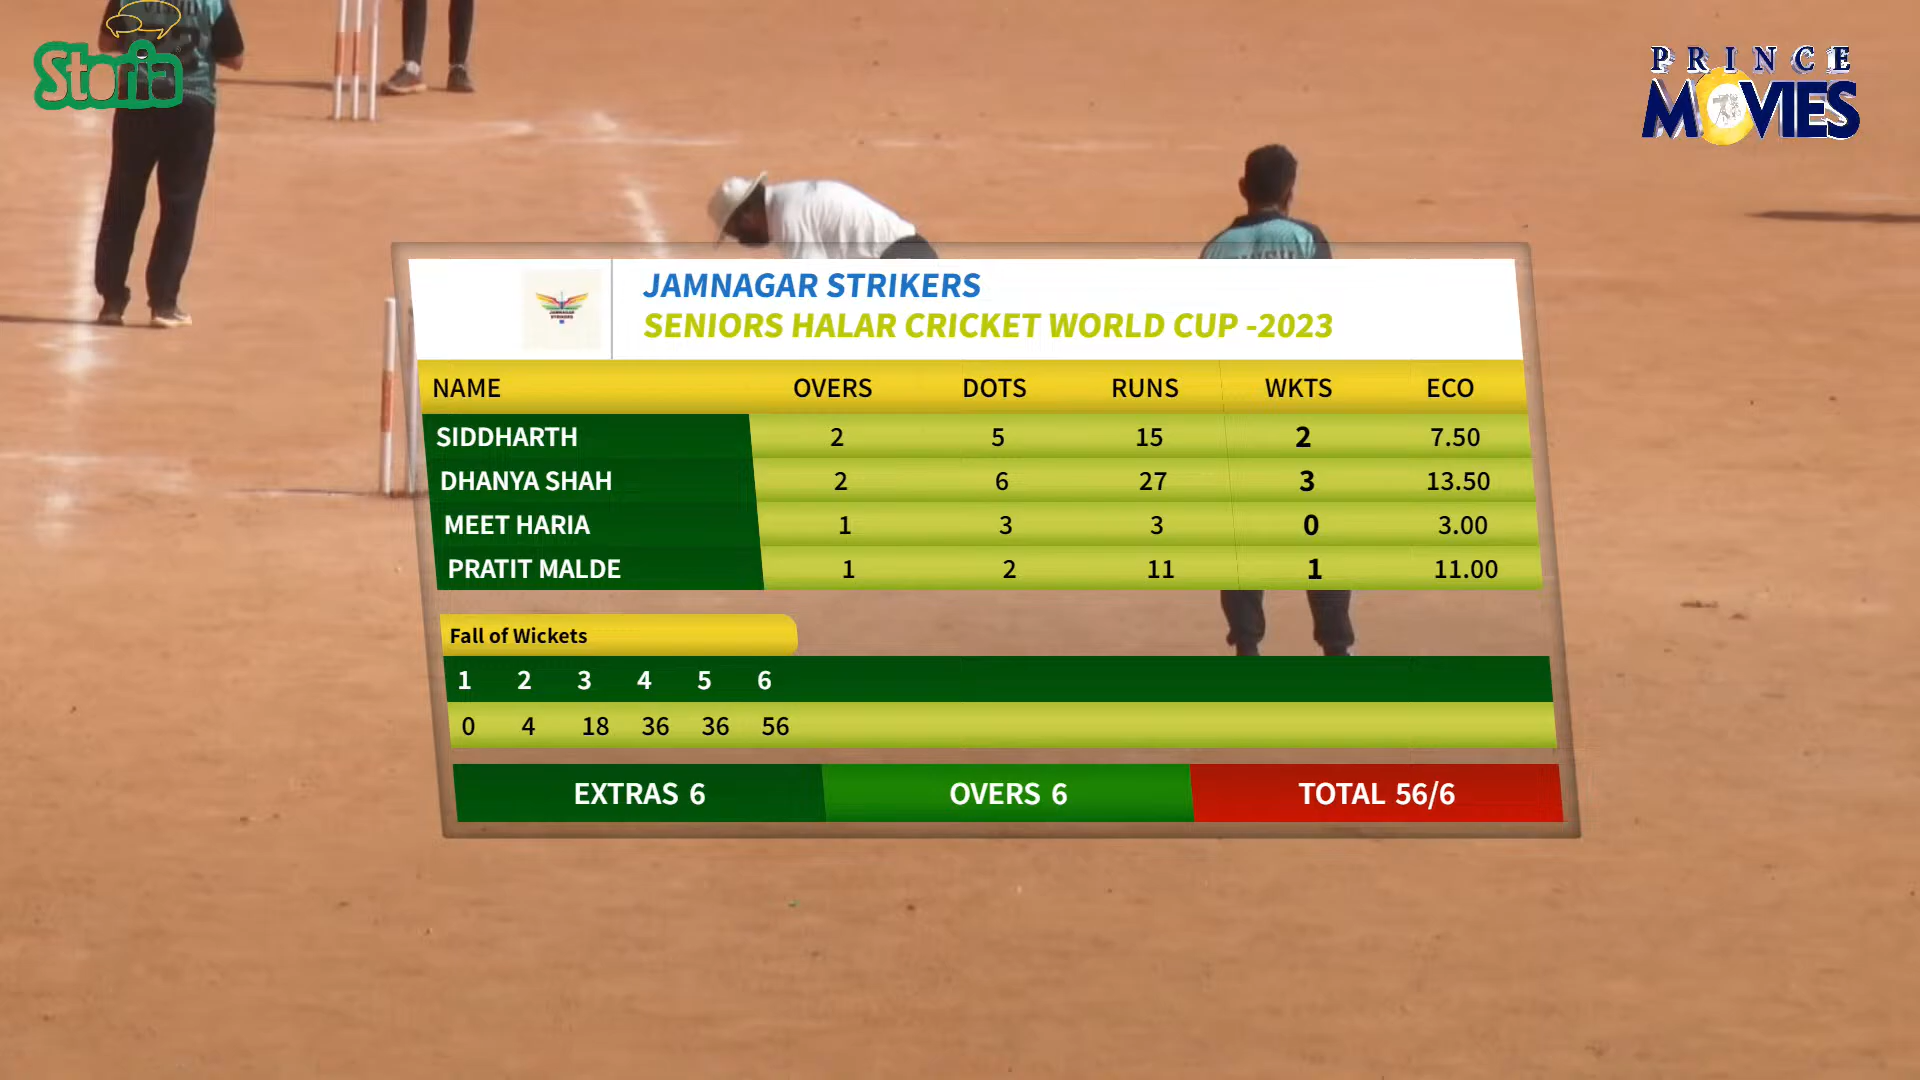 Storia
PRINCE
MOVIES
JAMNAGAR STRIKERS
SENIORS HALAR CRICKET WORLD CUP -2023
JAMNAGAR
STRIKERS
NAME OVERS DOTS RUNS WKTS ECO
SIDDHARTH 2 5 15 2 7.50
DHANYA SHAH 2 6 27 3 13.50
MEET HARIA 1 3 3 0 3.00
PRATIT MALDE 1 2 11 1 11.00
Fall of Wickets
1 2 3 4 5 6
0 4 18 36 36 56
EXTRAS 6 OVERS 6 TOTAL 56/6